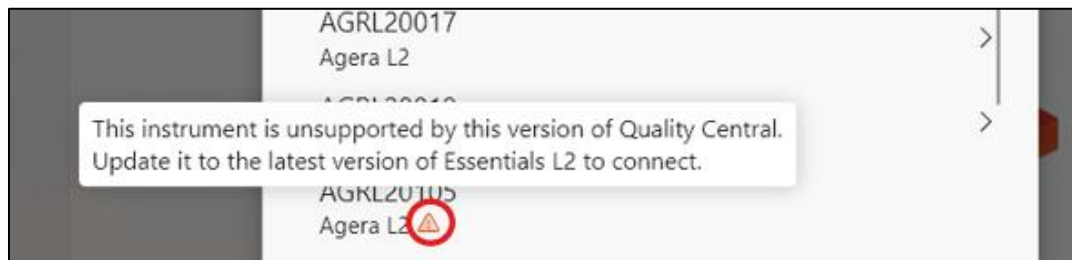 AGRL20017
Agera L2
This instrument is unsupported by this version of Quality Central.
Update it to the latest version of Essentials L2 to connect.
AGRL20105
Agera L2